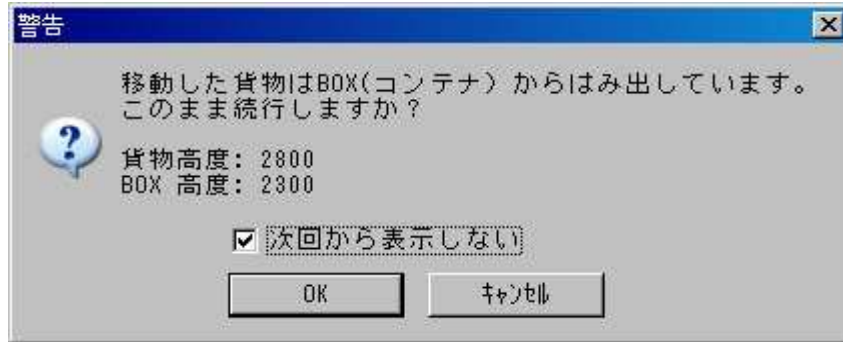 警告
移動した貨物はBOX(コンテナ）からはみ出しています。
このまま続行しますか？
貨物高度: 2800
BOX 高度: 2300
次回から表示しない
OK
ｷｬﾝｾﾙ